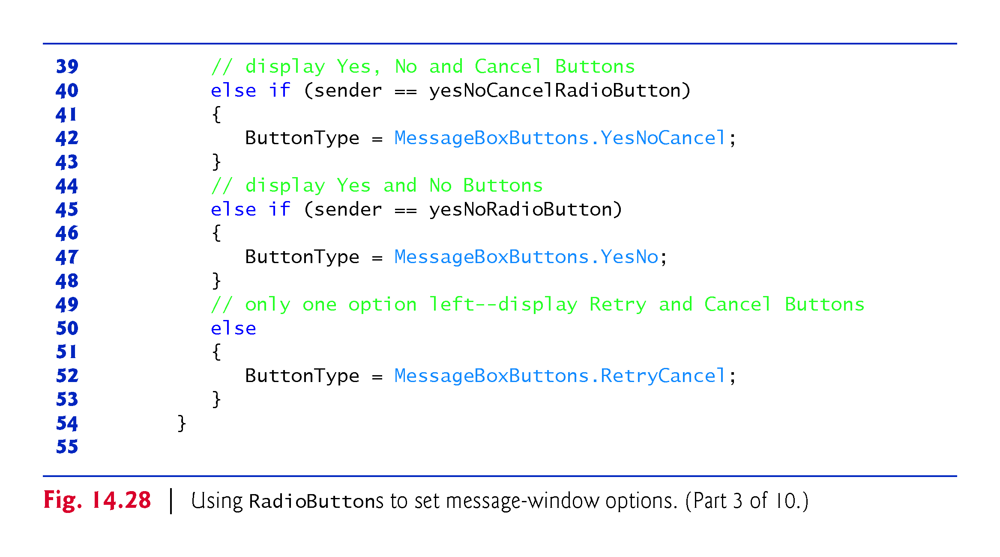 39 // display Yes, No and Cancel Buttons
40 else if (sender == yesNoCancelRadioButton)
41 {
42 ButtonType = MessageBoxButtons.YesNoCancel;
43 }
44 // display Yes and No Buttons
45 else if (sender == yesNoRadioButton)
46 {
47 ButtonType = MessageBoxButtons.YesNo;
48 }
49 // only one option left--display Retry and Cancel Buttons
50 else
51 {
52 ButtonType = MessageBoxButtons.RetryCancel;
53 }
54 }
55
Fig. 14.28 | Using RadioButtons to set message-window options. (Part 3 of 10.)